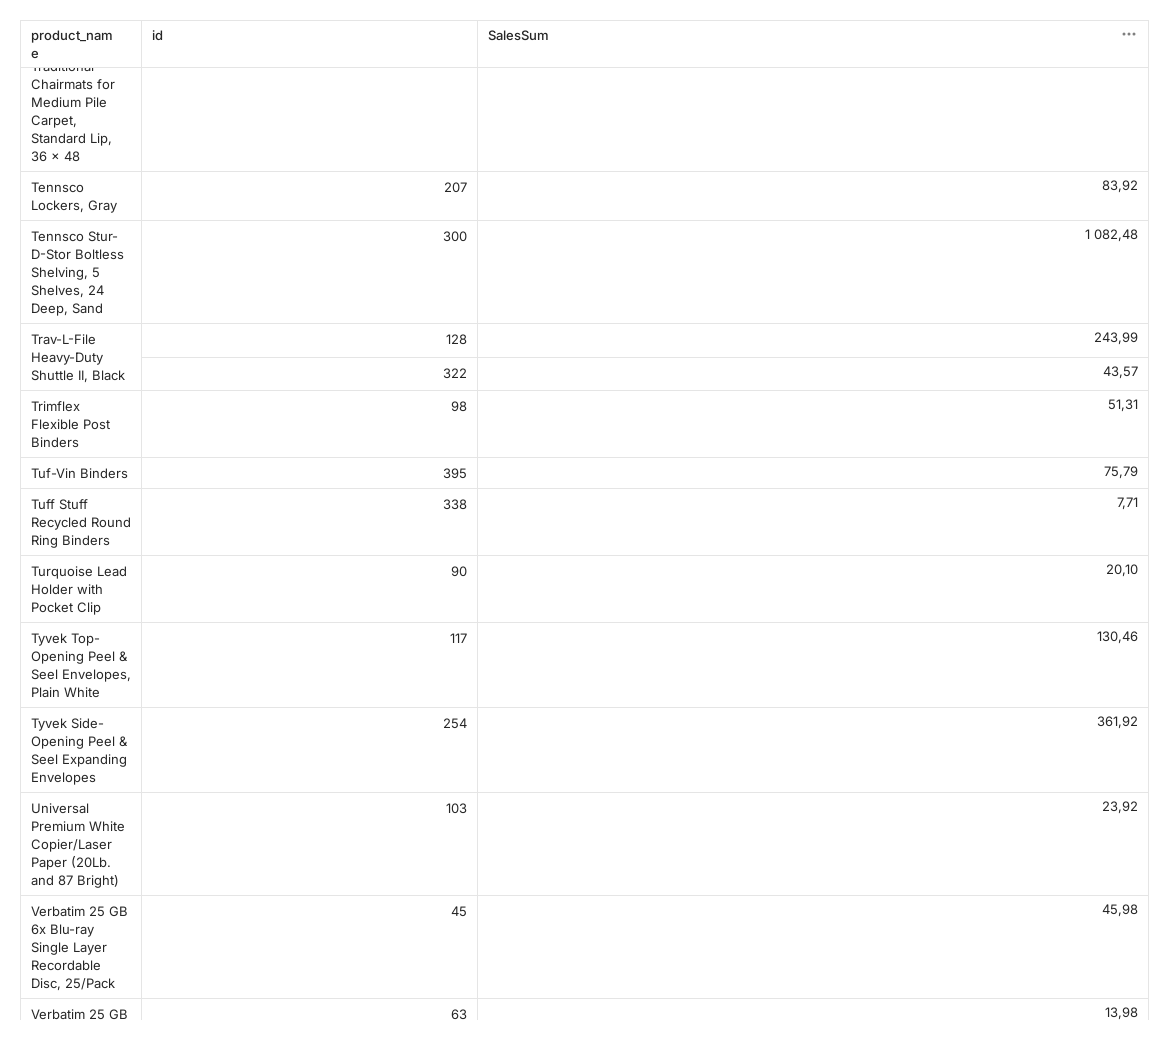 product_nam
e
id
SalesSum
Traditional
Chairmats for
Medium Pile
Carpet,
Standard Lip,
36 × 48
Tennsco
Lockers, Gray
207
83,92
Tennsco Stur-
D-Stor Boltless
Shelving, 5
Shelves, 24
Deep, Sand
300
1 082,48
Trav-L-File
Heavy-Duty
Shuttle II, Black
128
243,99
322
43,57
Trimflex
Flexible Post
Binders
98
51,31
Tuf-Vin Binders
395
75,79
Tuff Stuff
Recycled Round
Ring Binders
338
7,71
Turquoise Lead
Holder with
Pocket Clip
90
20,10
Tyvek Top-
Opening Peel &
Seel Envelopes,
Plain White
117
130,46
Tyvek Side-
Opening Peel &
Seel Expanding
Envelopes
254
361,92
Universal
Premium White
Copier/Laser
Paper (20Lb.
and 87 Bright)
103
23,92
Verbatim 25 GB
6x Blu-ray
Single Layer
Recordable
Disc, 25/Pack
45
45,98
Verbatim 25 GB
63
13,98